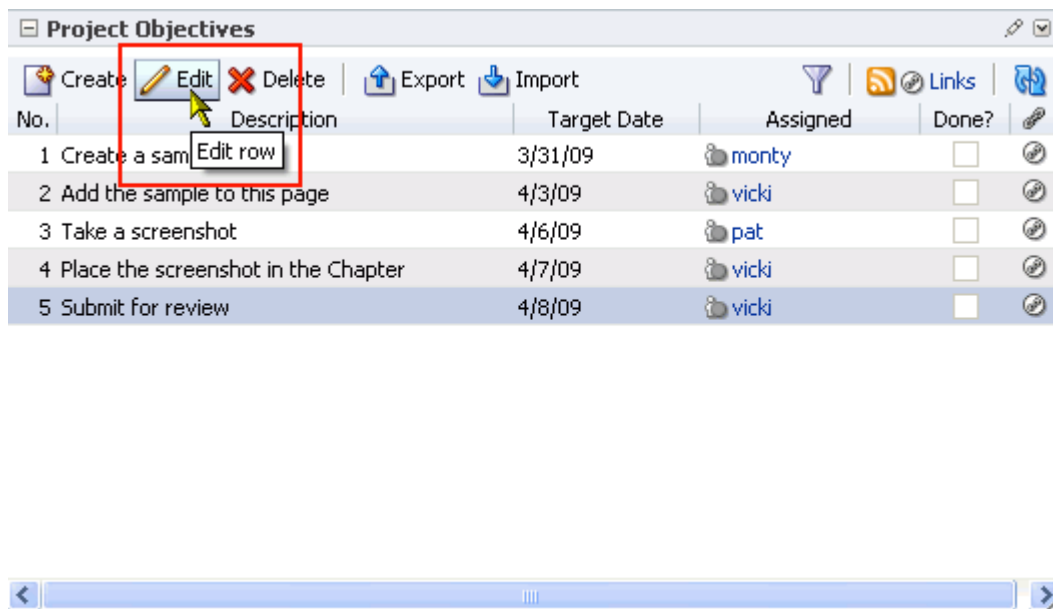 Project Objectives
Create Edit Delete Export Import Links
No. Description Target Date Assigned Done?
Edit row
1 Create a sam 3/31/09 monty
2 Add the sample to this page 4/3/09 vicki
3 Take a screenshot 4/6/09 pat
4 Place the screenshot in the Chapter 4/7/09 vicki
5 Submit for review 4/8/09 vicki